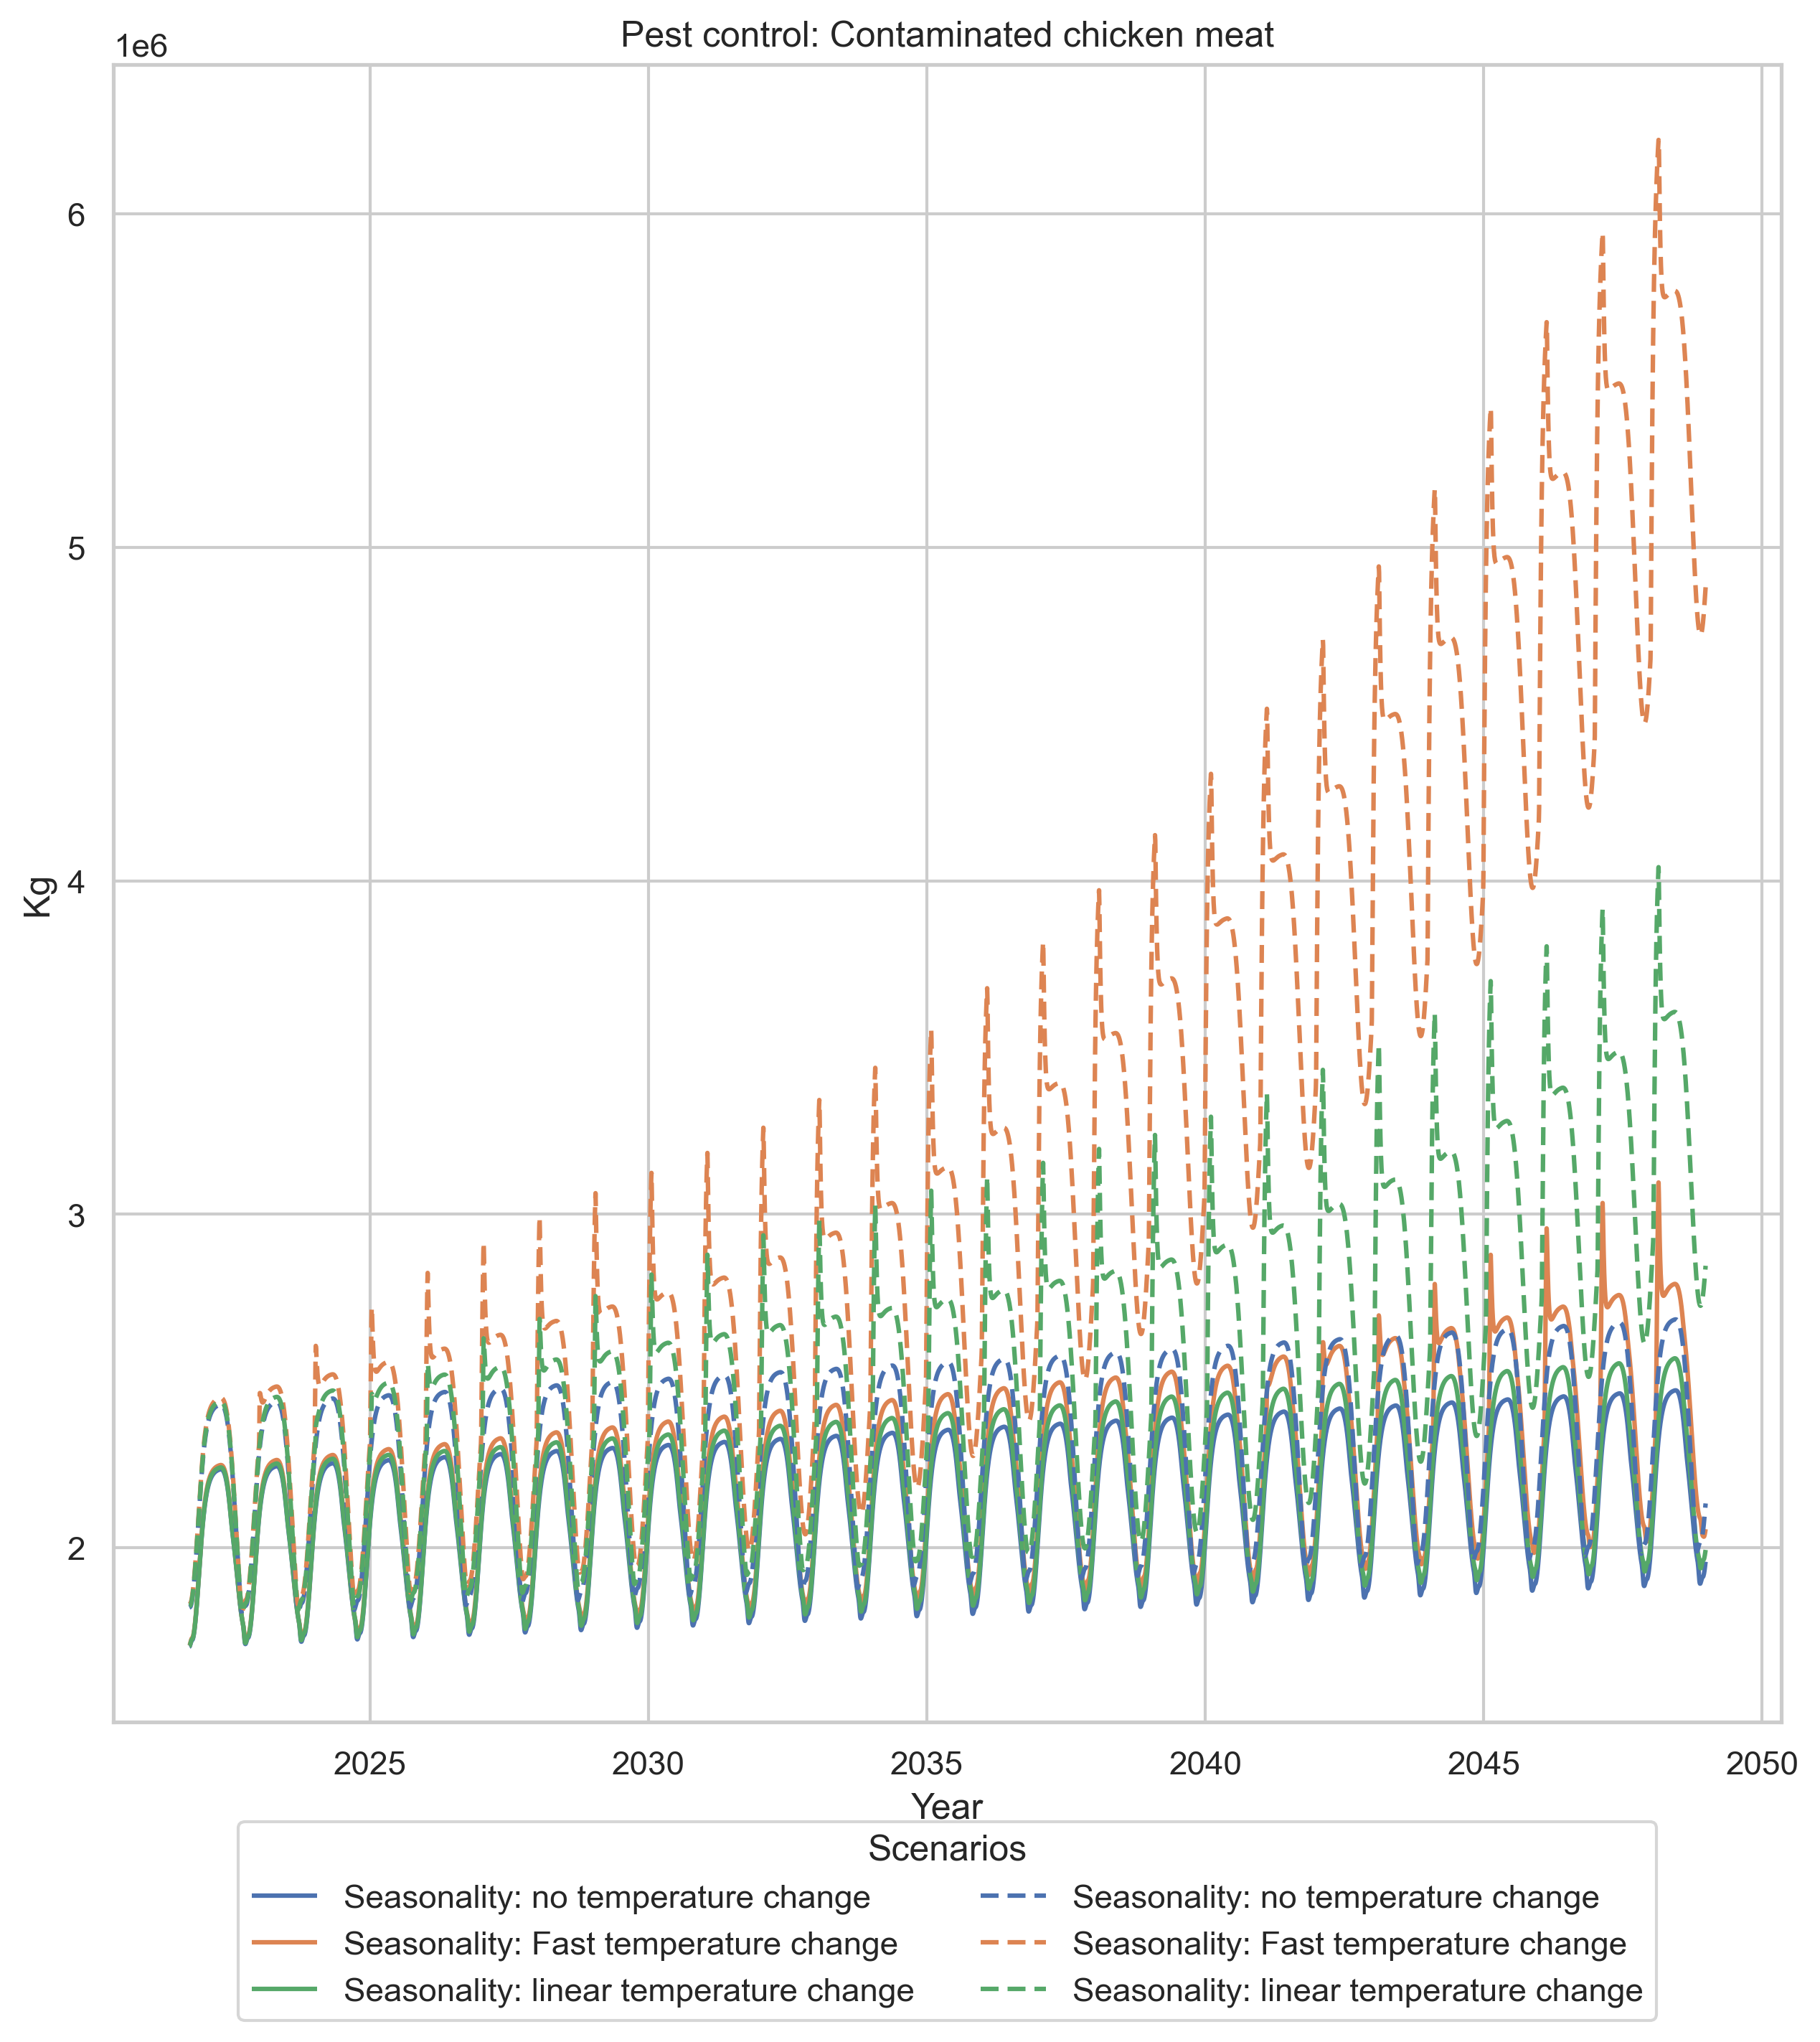 Pest control: Contaminated chicken meat
1e6
6
5
4
3
2
Kg
2025 2030 2035 2040 2045 2050
Year
Scenarios
Seasonality: no temperature change Seasonality: no temperature change
Seasonality: Fast temperature change Seasonality: Fast temperature change
Seasonality: linear temperature change Seasonality: linear temperature change